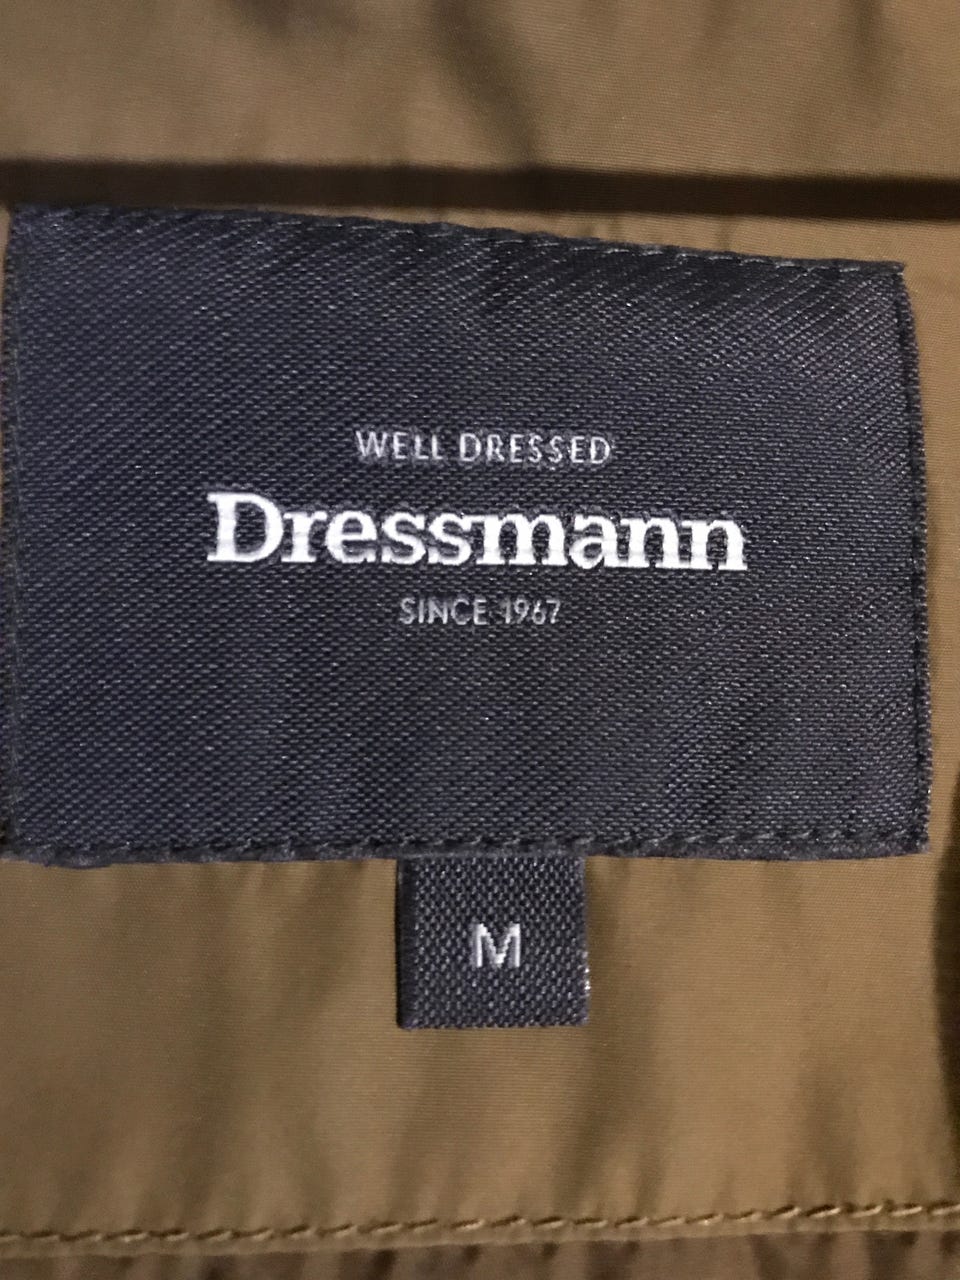 WELL DRESSED
Dressmann
SINCE 1967
M